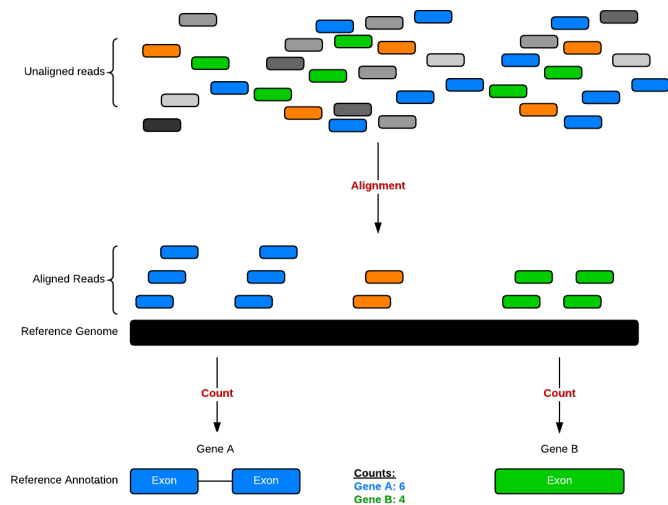 Unaligned reads
Alignment
Aligned Reads
Reference Genome
Count
Count
Gene A
Gene B
Reference Annotation
Exon
Exon
Counts:
Gene A: 6
Gene B: 4
Exon